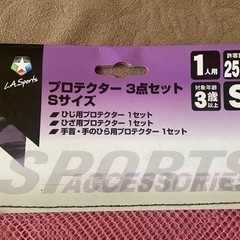 L.A.Sports
プロテクター 3点セット
Sサイズ
・ひじ用プロテクター 1セット
・ひざ用プロテクター 1セット
・手首・手のひら用プロテクター 1セット
1人用
対象年齢
3歳以上
許容
25
S
SPORTS
ACCESSORIES